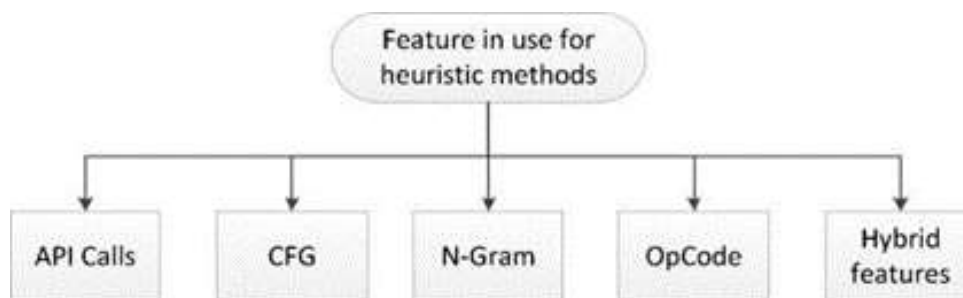 Feature in use for
heuristic methods
API Calls
CFG
N-Gram
OpCode
Hybrid
features